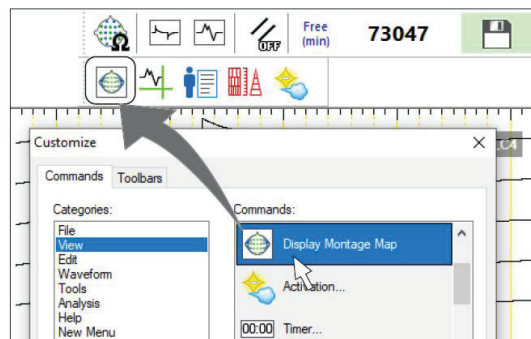 Ω
OFF
Free
(min)
73047
Customize
C4
Commands
Toolbars
Categories:
File
View
Edit
Waveform
Tools
Analysis
Help
New Menu
Commands:
Display Montage Map
Activation...
00:00 Timer...